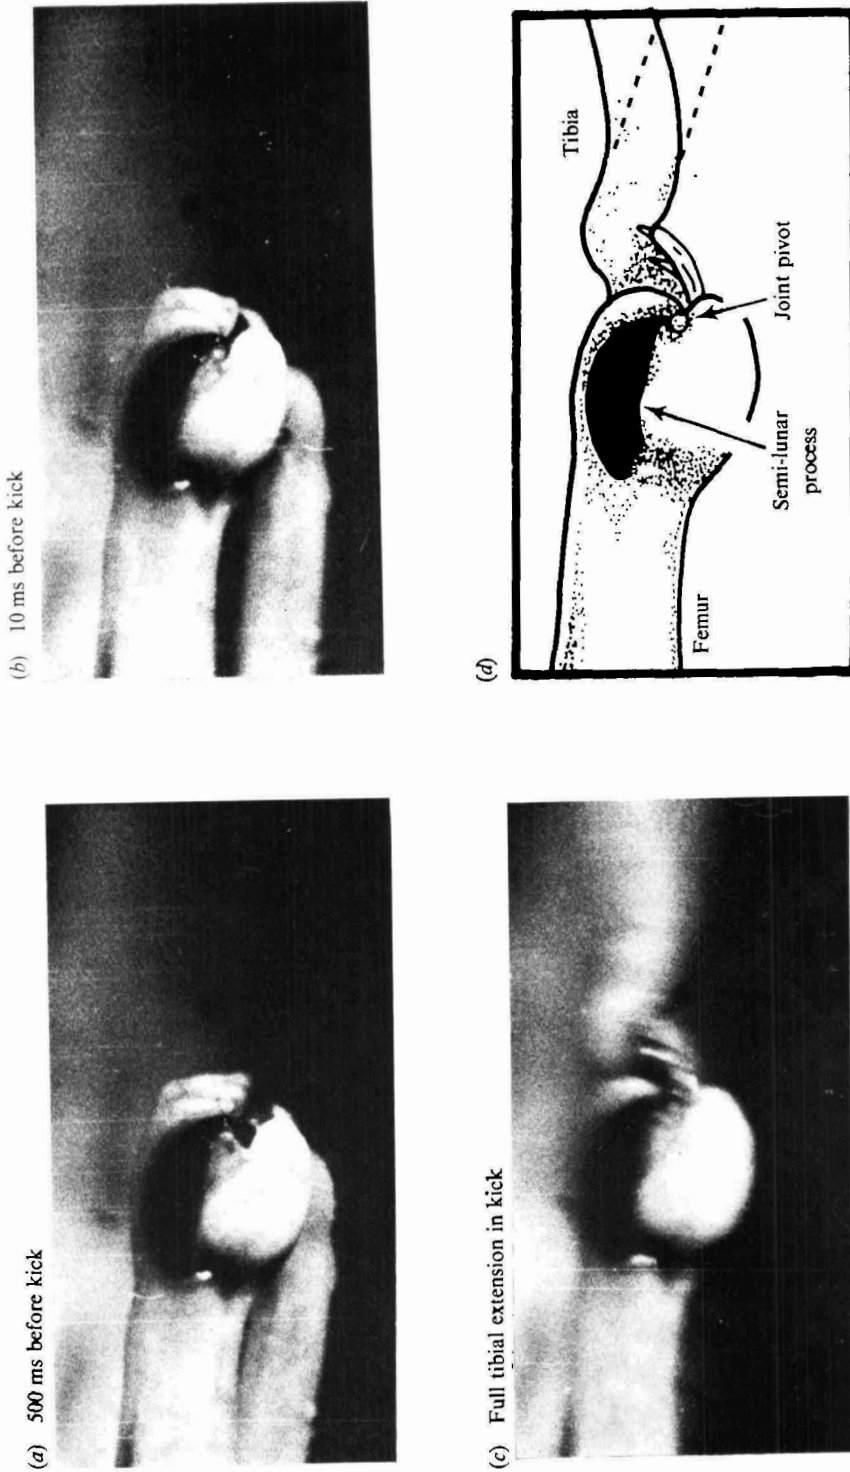 (a) 500 ms before kick
(b) 10 ms before kick
(c) Full tibial extension in kick
(d)
Tibia
Femur
Semi-lunar
process
Joint pivot